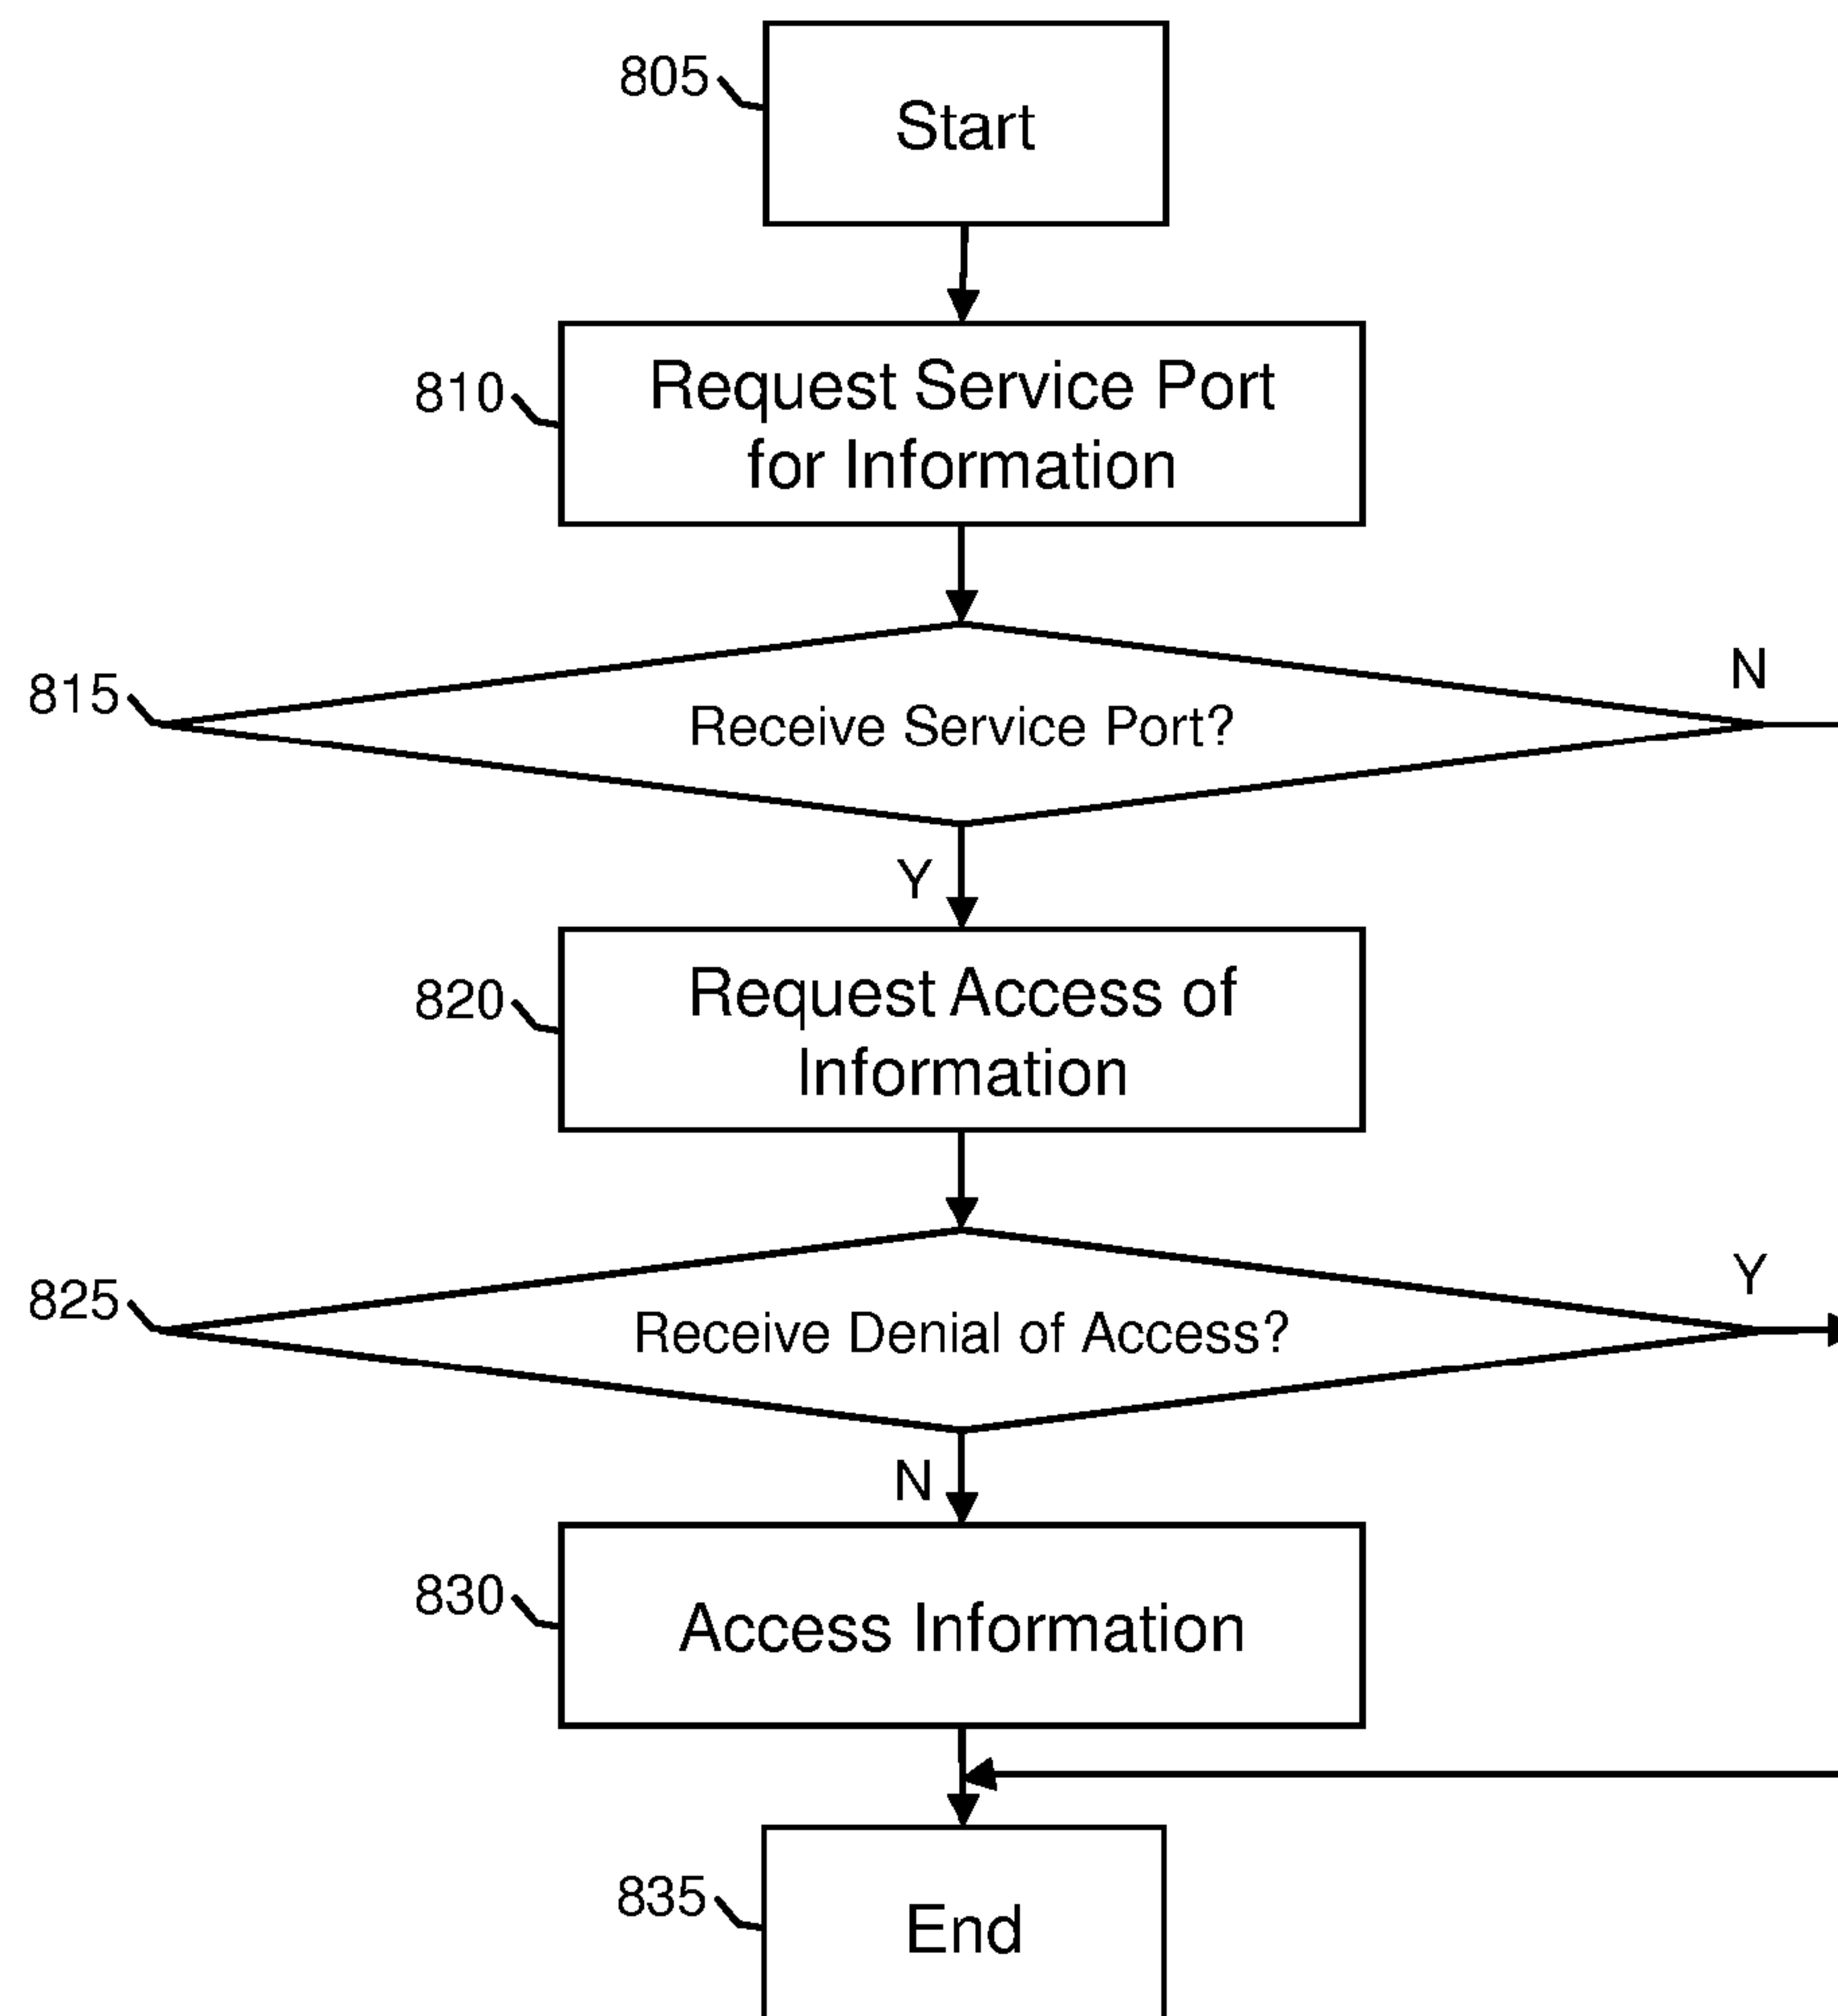 805
Start
810
Request Service Port
for Information
815
Receive Service Port?
N
Y
820
Request Access of
Information
825
Receive Denial of Access?
Y
N
830
Access Information
835
End